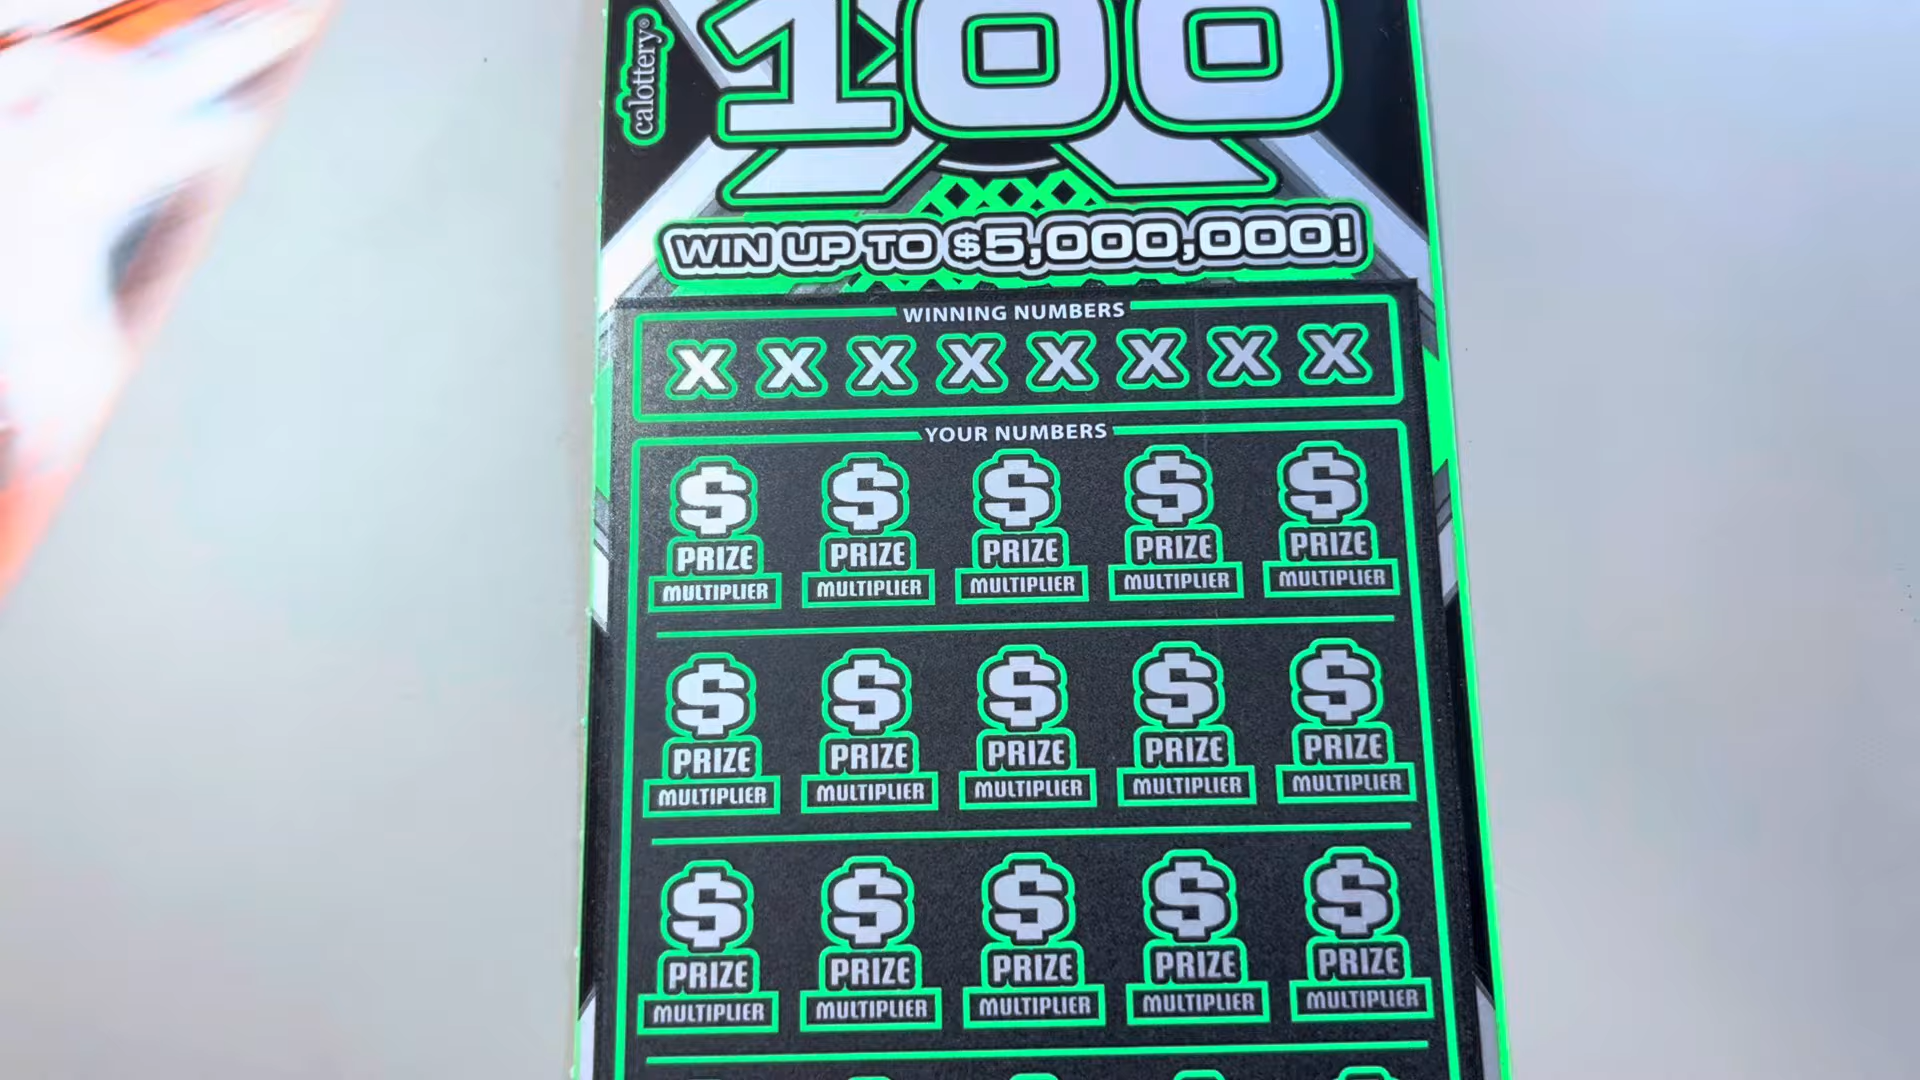 calottery®
100
WIN UP TO $5,000,000!
WINNING NUMBERS
X X X X X X X X
YOUR NUMBERS
$ $ $ $ $
PRIZE PRIZE PRIZE PRIZE PRIZE
MULTIPLIER MULTIPLIER MULTIPLIER MULTIPLIER MULTIPLIER
$ $ $ $ $
PRIZE PRIZE PRIZE PRIZE PRIZE
MULTIPLIER MULTIPLIER MULTIPLIER MULTIPLIER MULTIPLIER
$ $ $ $ $
PRIZE PRIZE PRIZE PRIZE PRIZE
MULTIPLIER MULTIPLIER MULTIPLIER MULTIPLIER MULTIPLIER